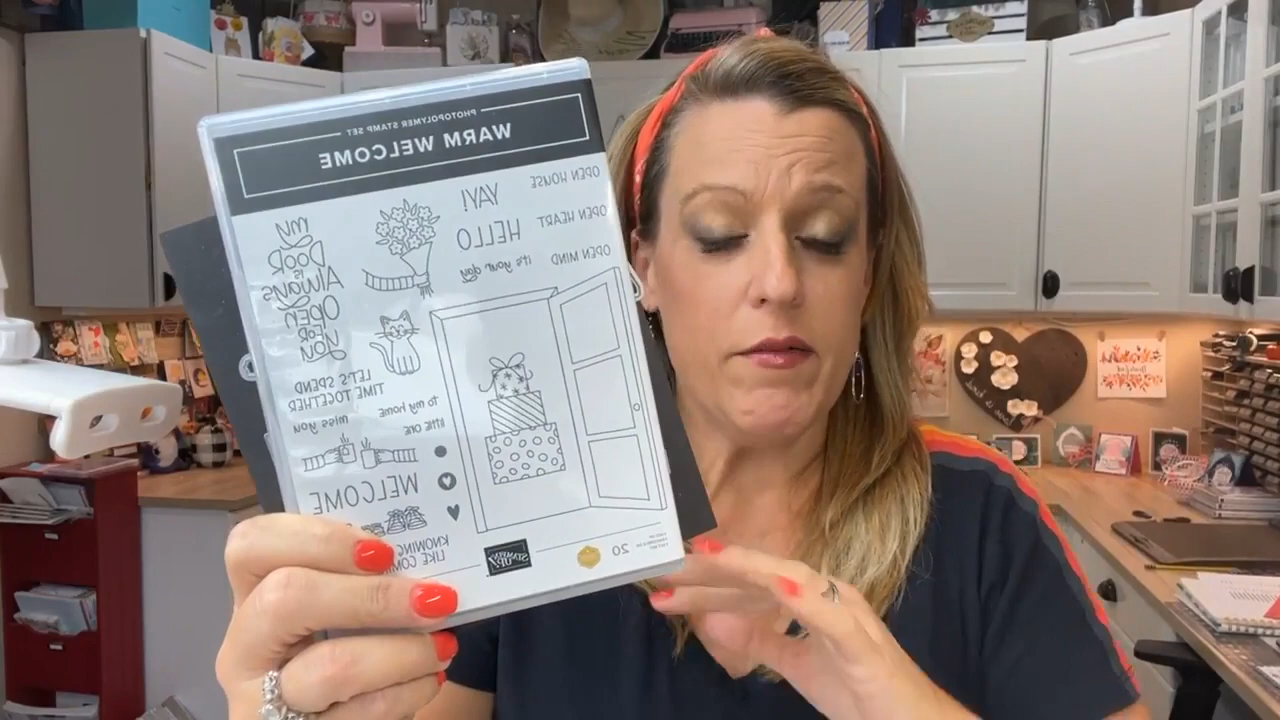 PHOTOPOLYMER STAMP SET
WARM WELCOME
OPEN HOUSE
YAY!
OPEN HEART
HELLO
OPEN MIND
it's your day
my
DOOR
IS
Always
OPEN
FOR
you
LET'S SPEND
TIME TOGETHER
to my home
miss you
little one
WELCOME
KNOWING
LIKE
STAMPIN' UP!
20